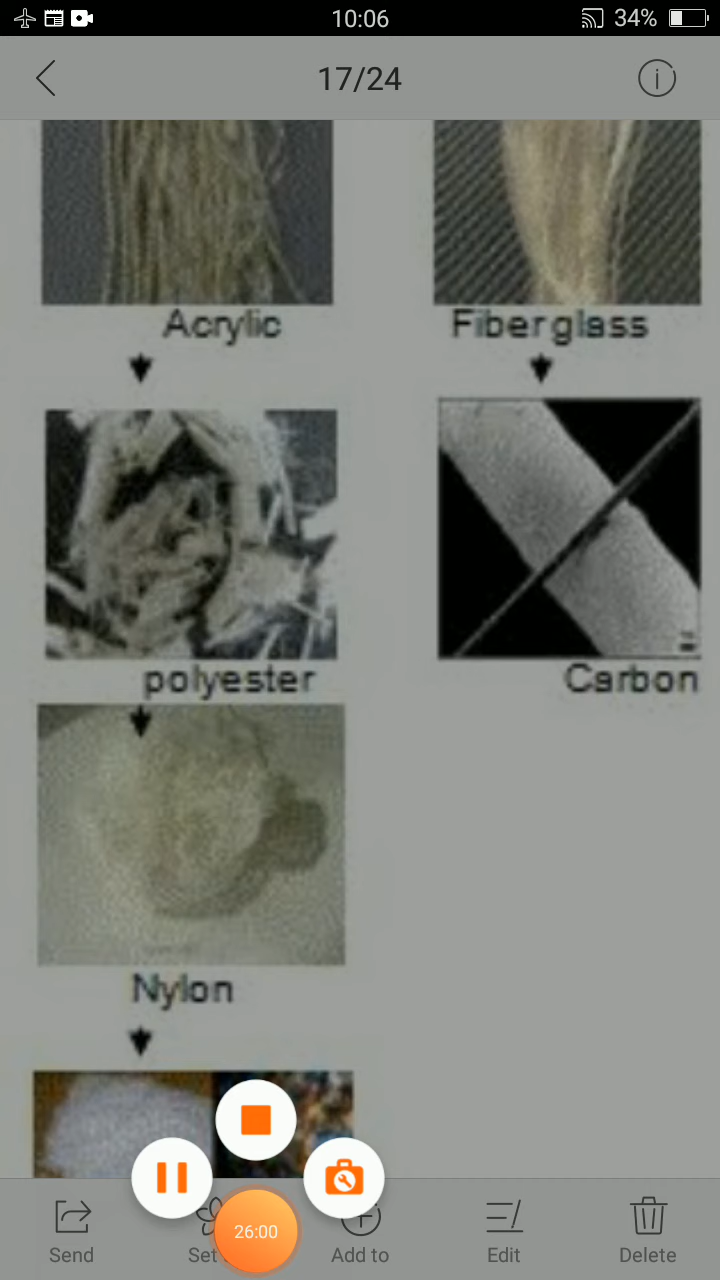 10:06
34%
17/24
Acrylic
Fiberglass
polyester
Carbon
Nylon
26:00
Send
Set
Add to
Edit
Delete